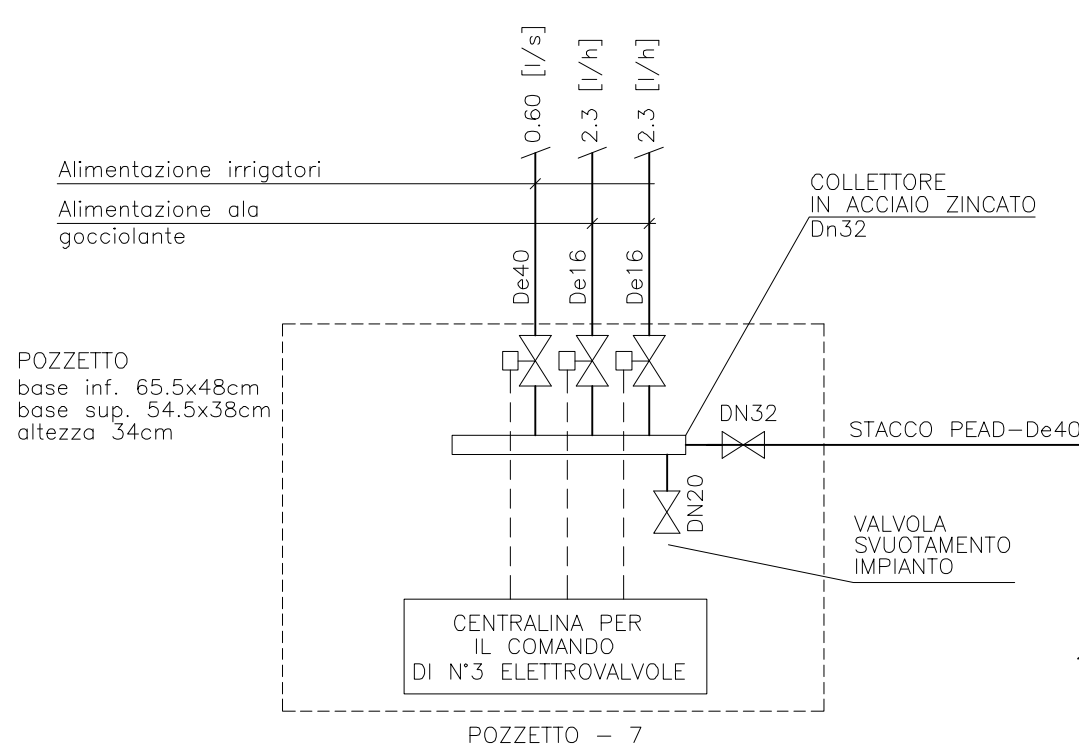 0.60 [l/s]
2.3 [l/h]
2.3 [l/h]
Alimentazione irrigatori
Alimentazione ala
gocciolante
COLLETTORE
IN ACCIAIO ZINCATO
Dn32
De40
De16
De16
POZZETTO
base inf. 65.5x48cm
base sup. 54.5x38cm
altezza 34cm
DN32
STACCO PEAD-De40
DN20
VALVOLA
SVUOTAMENTO
IMPIANTO
CENTRALINA PER
IL COMANDO
DI N°3 ELETTROVALVOLE
POZZETTO - 7